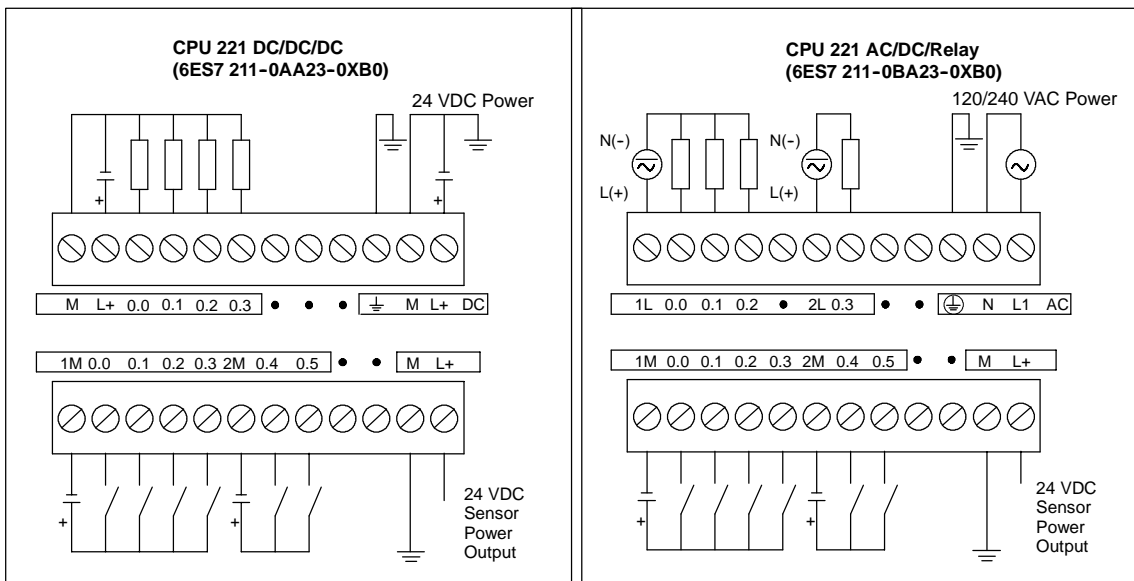 CPU 221 DC/DC/DC
(6ES7 211-0AA23-0XB0)
24 VDC Power
+
+
M L+ 0.0 0.1 0.2 0.3 • • • M L+ DC
1M 0.0 0.1 0.2 0.3 2M 0.4 0.5 • • M L+
+
+
24 VDC
Sensor
Power
Output
CPU 221 AC/DC/Relay
(6ES7 211-0BA23-0XB0)
120/240 VAC Power
N(-)
N(-)
L(+)
L(+)
1L 0.0 0.1 0.2 • 2L 0.3 • • N L1 AC
1M 0.0 0.1 0.2 0.3 2M 0.4 0.5 • • M L+
+
+
24 VDC
Sensor
Power
Output